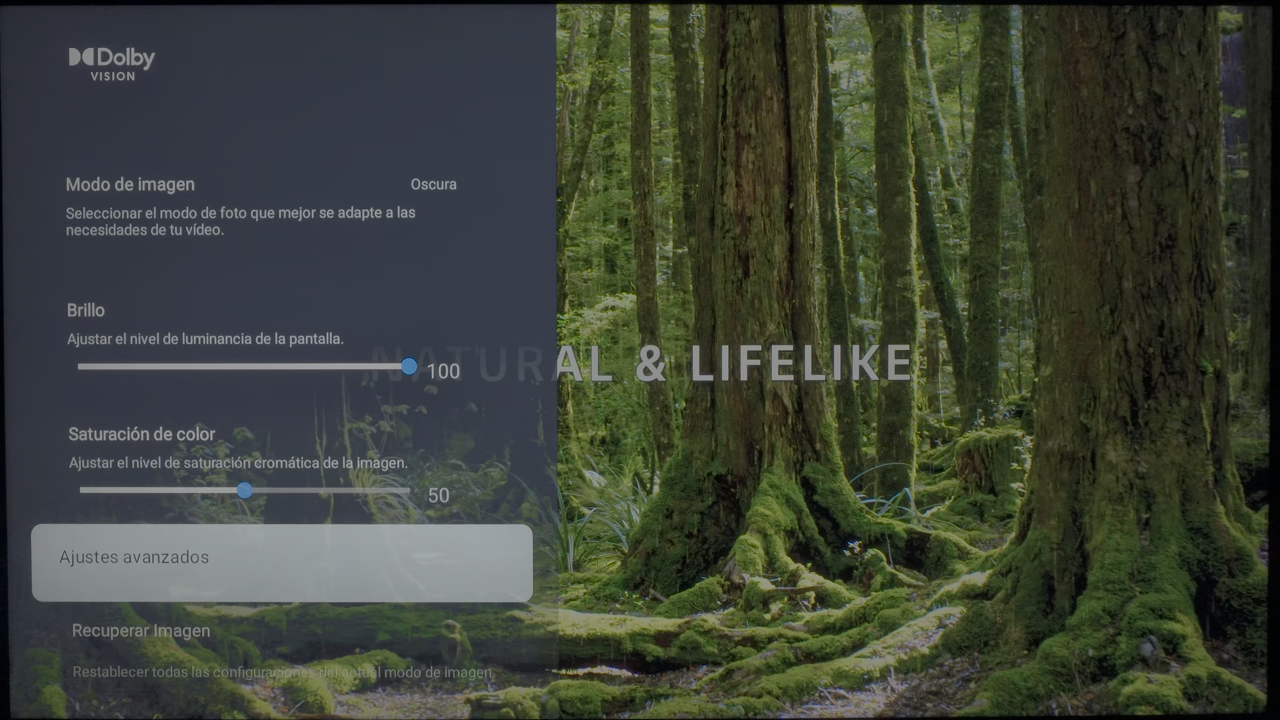 Dolby
VISION
Modo de imagen
Oscura
Seleccionar el modo de foto que mejor se adapte a las
necesidades de tu vídeo.
Brillo
Ajustar el nivel de luminancia de la pantalla.
100
NATURAL & LIFELIKE
Saturación de color
Ajustar el nivel de saturación cromática de la imagen.
50
Ajustes avanzados
Recuperar Imagen
Restablecer todas las configuraciones del actual modo de imagen